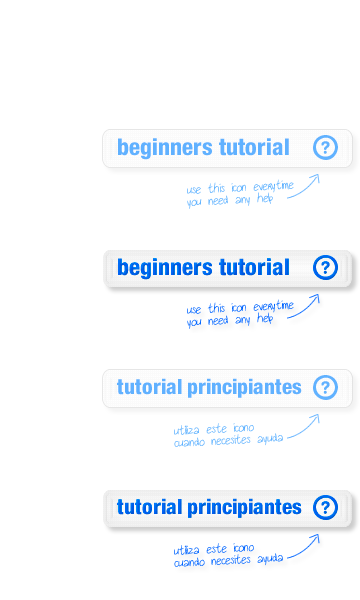 beginners tutorial ?
use this icon everytime
you need any help
beginners tutorial ?
use this icon everytime
you need any help
tutorial principiantes ?
utiliza este icono
cuando necesites ayuda
tutorial principiantes ?
utiliza este icono
cuando necesites ayuda